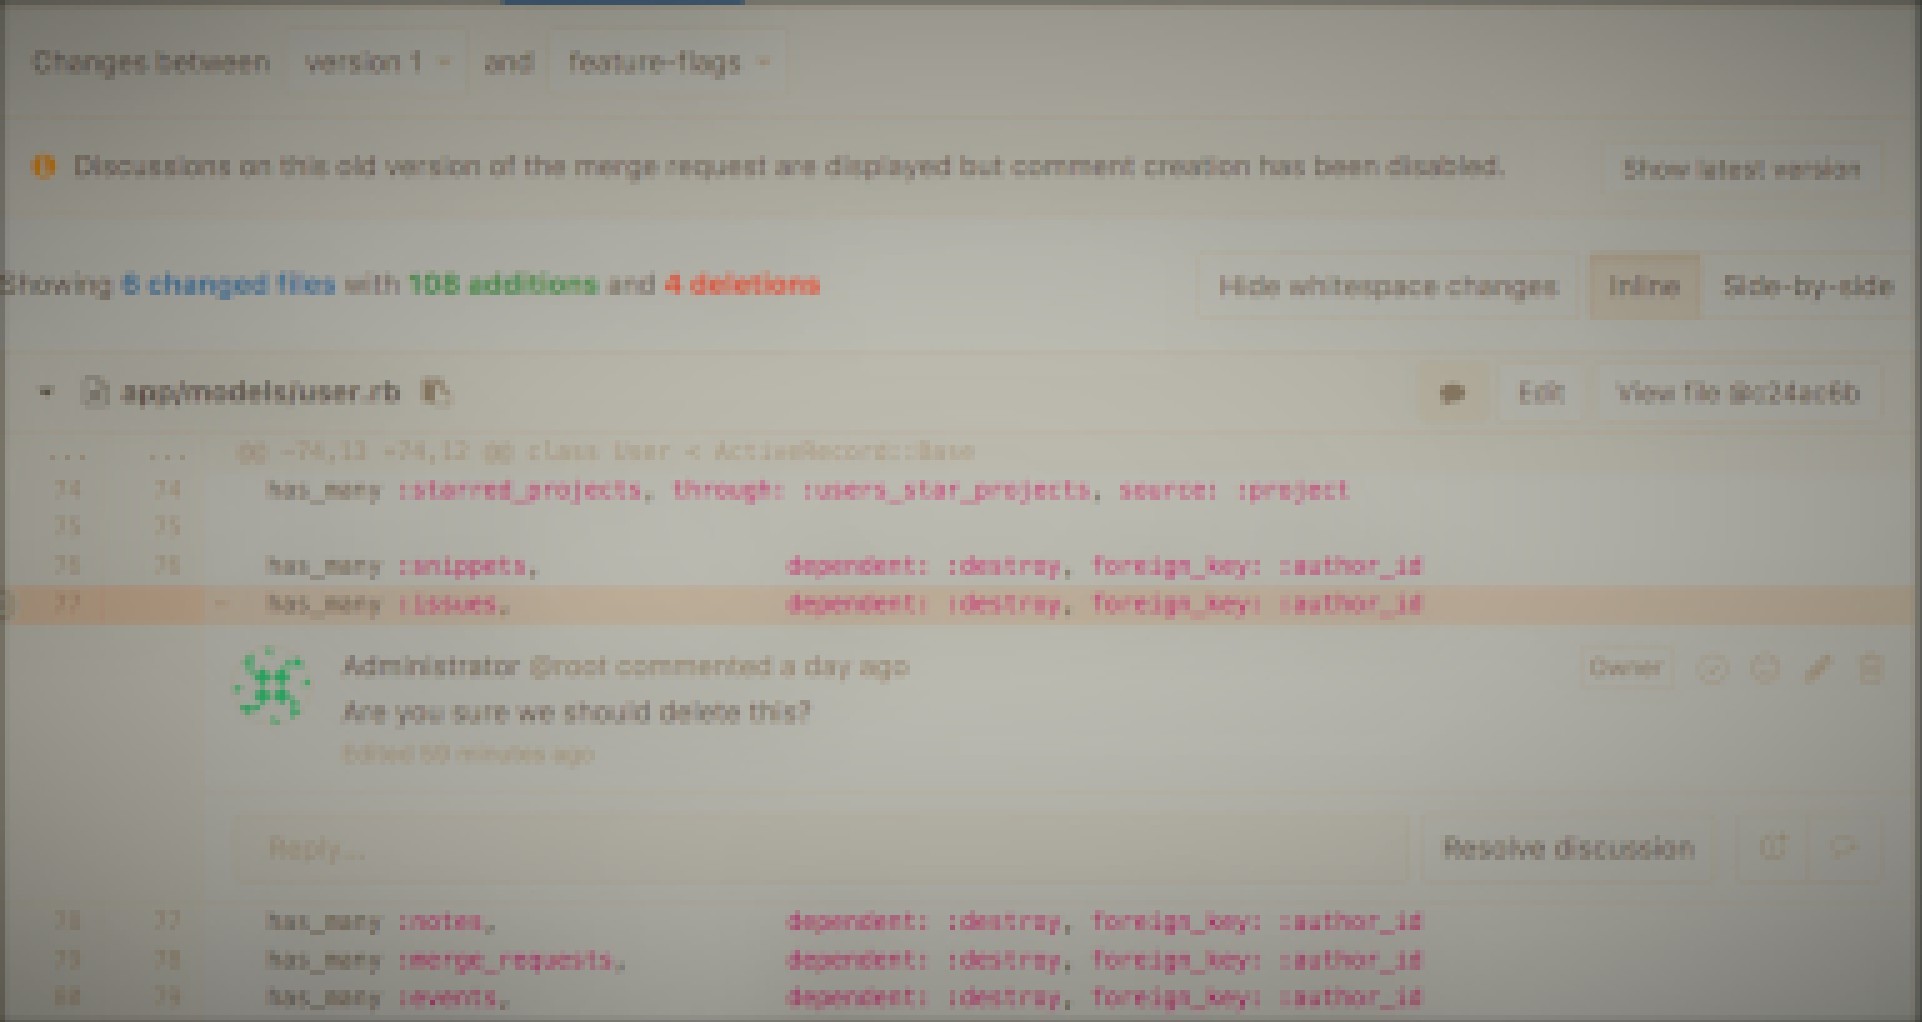 Changes between version 1 and feature-flags
Discussions on this old version of the merge request are displayed but comment creation has been disabled. Show latest version
Showing 6 changed files with 108 additions and 4 deletions Hide whitespace changes Inline Side-by-side
app/models/user.rb Edit View file @c24ac6b
... ... @@ -74,13 +74,12 @@ class User < ActiveRecord::Base
74 74 has_many :starred_projects, through: :users_star_projects, source: :project
75 75
76 76 has_many :snippets, dependent: :destroy, foreign_key: :author_id
77 - has_many :issues, dependent: :destroy, foreign_key: :author_id
Administrator @root commented a day ago Owner
Are you sure we should delete this?
Edited 59 minutes ago
Reply... Resolve discussion
78 77 has_many :notes, dependent: :destroy, foreign_key: :author_id
79 78 has_many :merge_requests, dependent: :destroy, foreign_key: :author_id
80 79 has_many :events, dependent: :destroy, foreign_key: :author_id